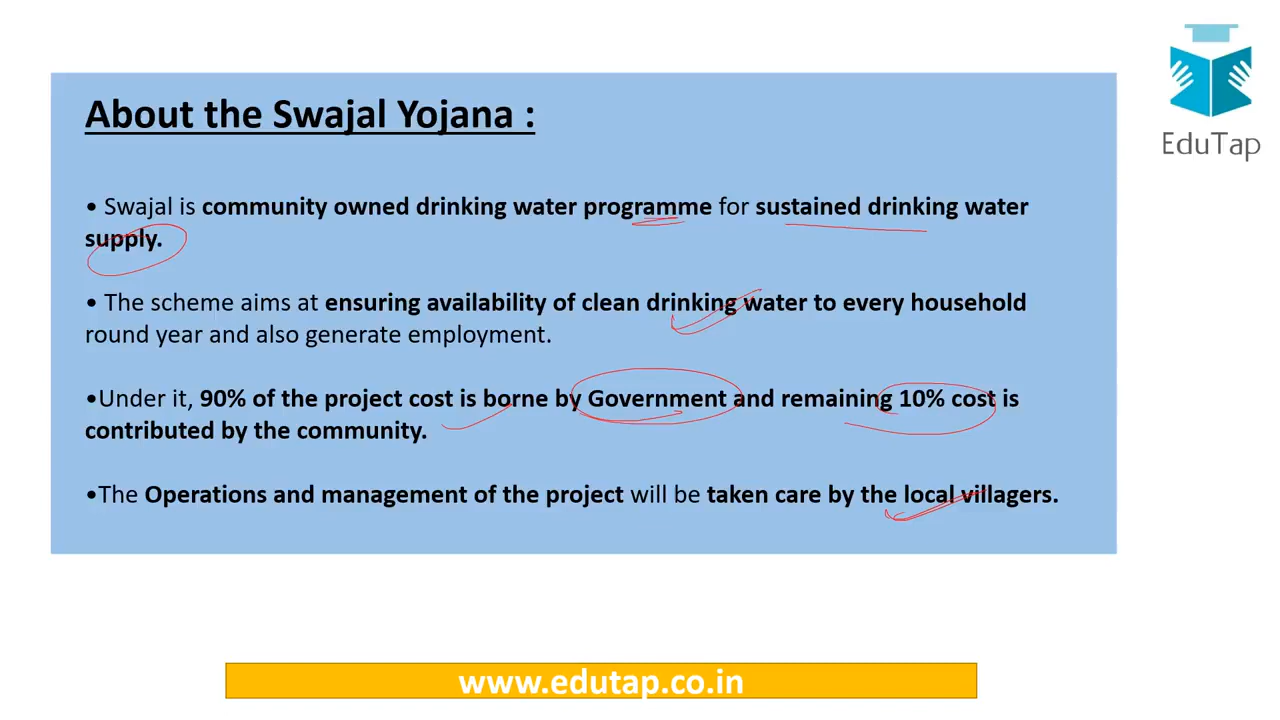 EduTap
About the Swajal Yojana :
• Swajal is community owned drinking water programme for sustained drinking water
supply.
• The scheme aims at ensuring availability of clean drinking water to every household
round year and also generate employment.
•Under it, 90% of the project cost is borne by Government and remaining 10% cost is
contributed by the community.
•The Operations and management of the project will be taken care by the local villagers.
www.edutap.co.in